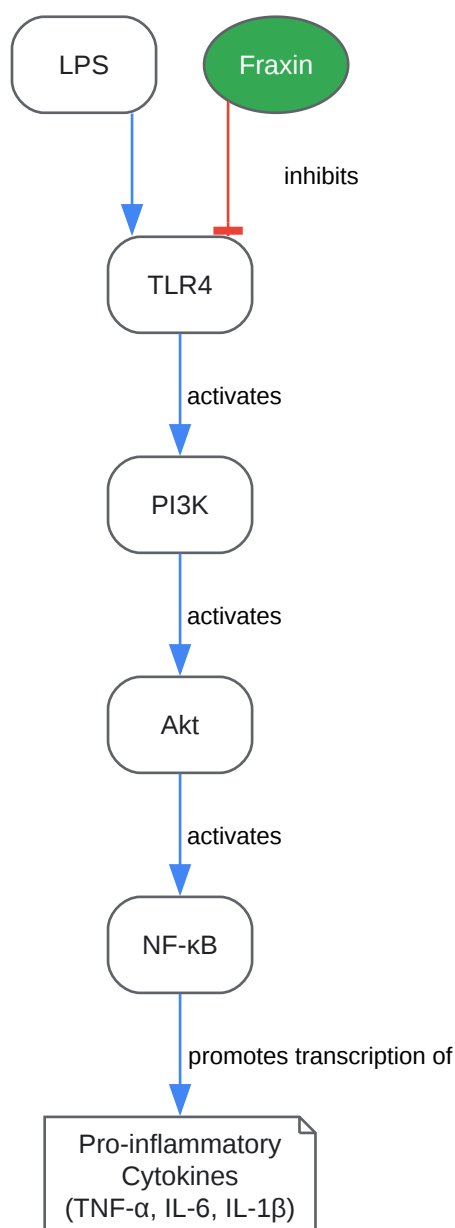 LPS
Fraxin
inhibits
TLR4
activates
PI3K
activates
Akt
activates
NF-κB
promotes transcription of
Pro-inflammatory
Cytokines
(TNF-α, IL-6, IL-1β)